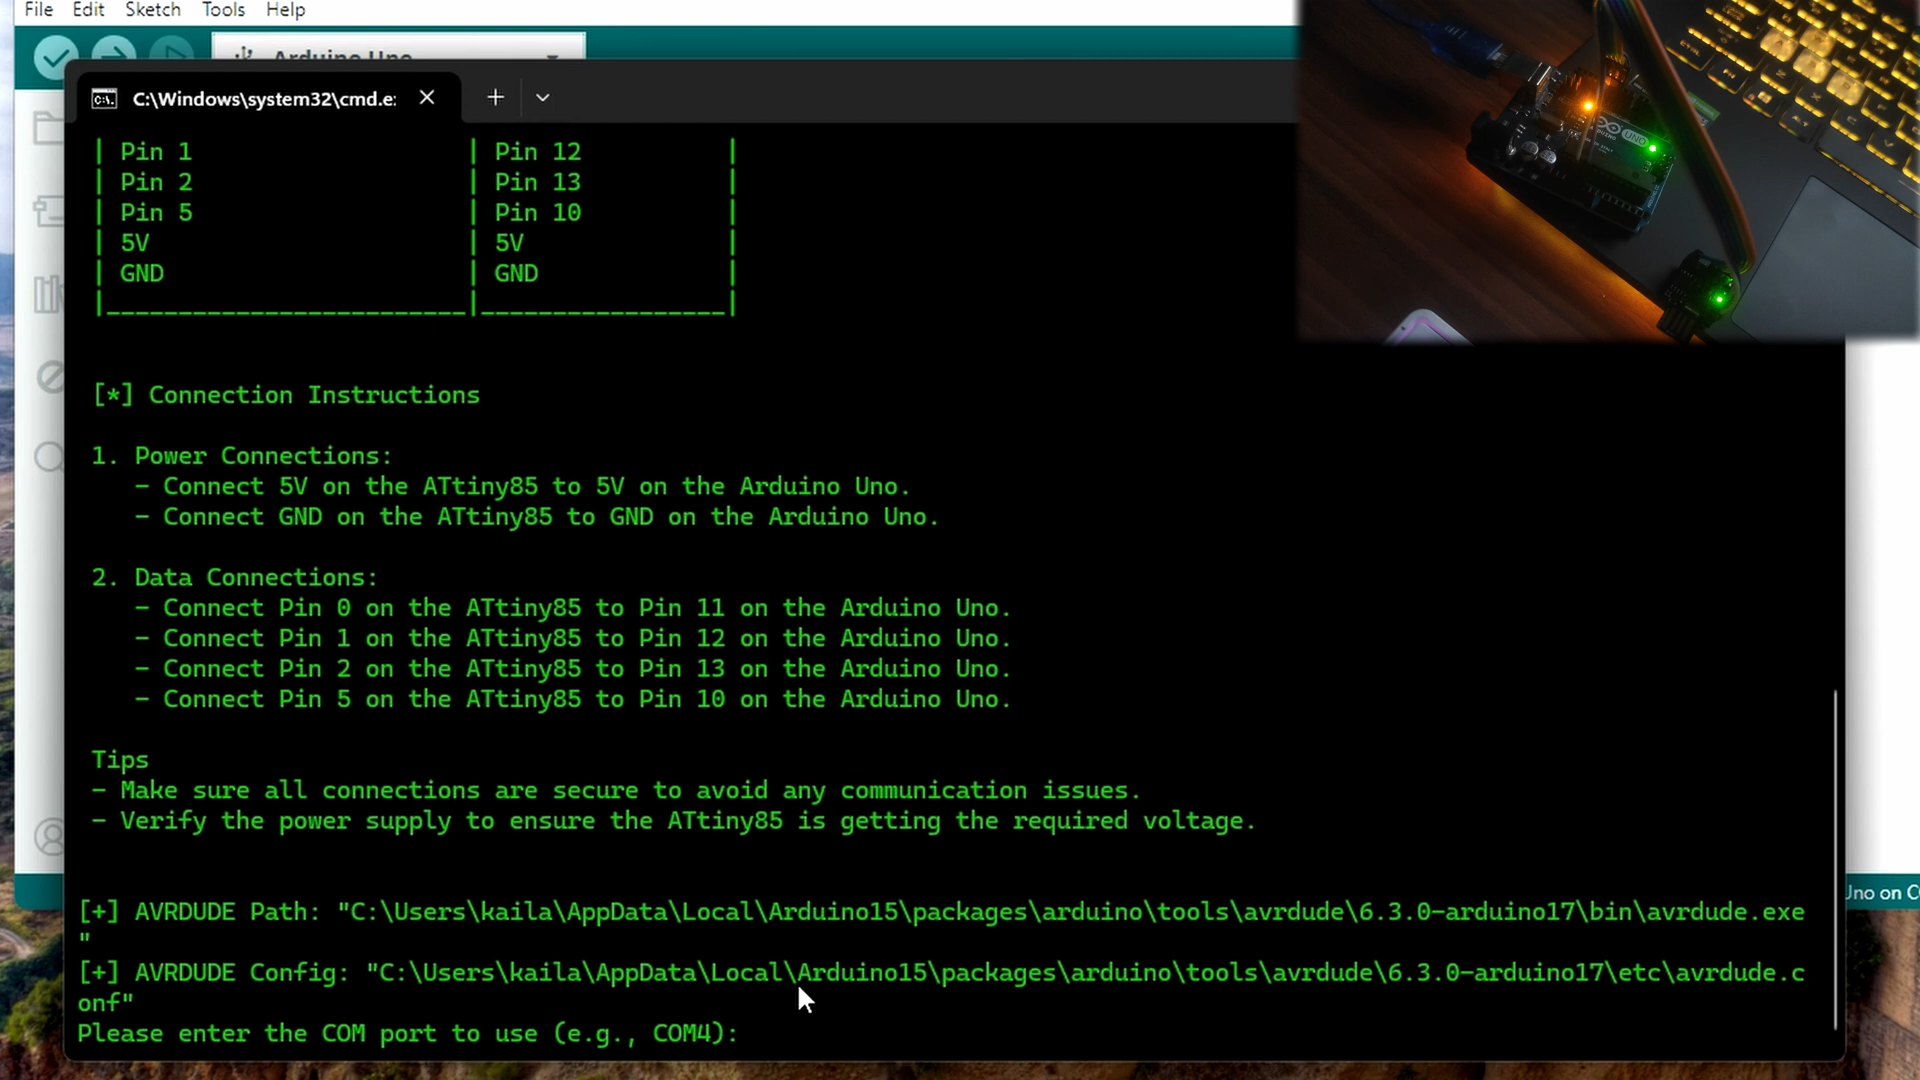 File Edit Sketch Tools Help
Arduino Uno
C:\Windows\system32\cmd.e:
| Pin 1 | Pin 12 |
| Pin 2 | Pin 13 |
| Pin 5 | Pin 10 |
| 5V | 5V |
| GND | GND |
|_________________________|_________________|
[*] Connection Instructions
1. Power Connections:
- Connect 5V on the ATtiny85 to 5V on the Arduino Uno.
- Connect GND on the ATtiny85 to GND on the Arduino Uno.
2. Data Connections:
- Connect Pin 0 on the ATtiny85 to Pin 11 on the Arduino Uno.
- Connect Pin 1 on the ATtiny85 to Pin 12 on the Arduino Uno.
- Connect Pin 2 on the ATtiny85 to Pin 13 on the Arduino Uno.
- Connect Pin 5 on the ATtiny85 to Pin 10 on the Arduino Uno.
Tips
- Make sure all connections are secure to avoid any communication issues.
- Verify the power supply to ensure the ATtiny85 is getting the required voltage.
[+] AVRDUDE Path: "C:\Users\kaila\AppData\Local\Arduino15\packages\arduino\tools\avrdude\6.3.0-arduino17\bin\avrdude.exe
"
[+] AVRDUDE Config: "C:\Users\kaila\AppData\Local\Arduino15\packages\arduino\tools\avrdude\6.3.0-arduino17\etc\avrdude.c
onf"
Please enter the COM port to use (e.g., COM4):
Uno on C
UNO